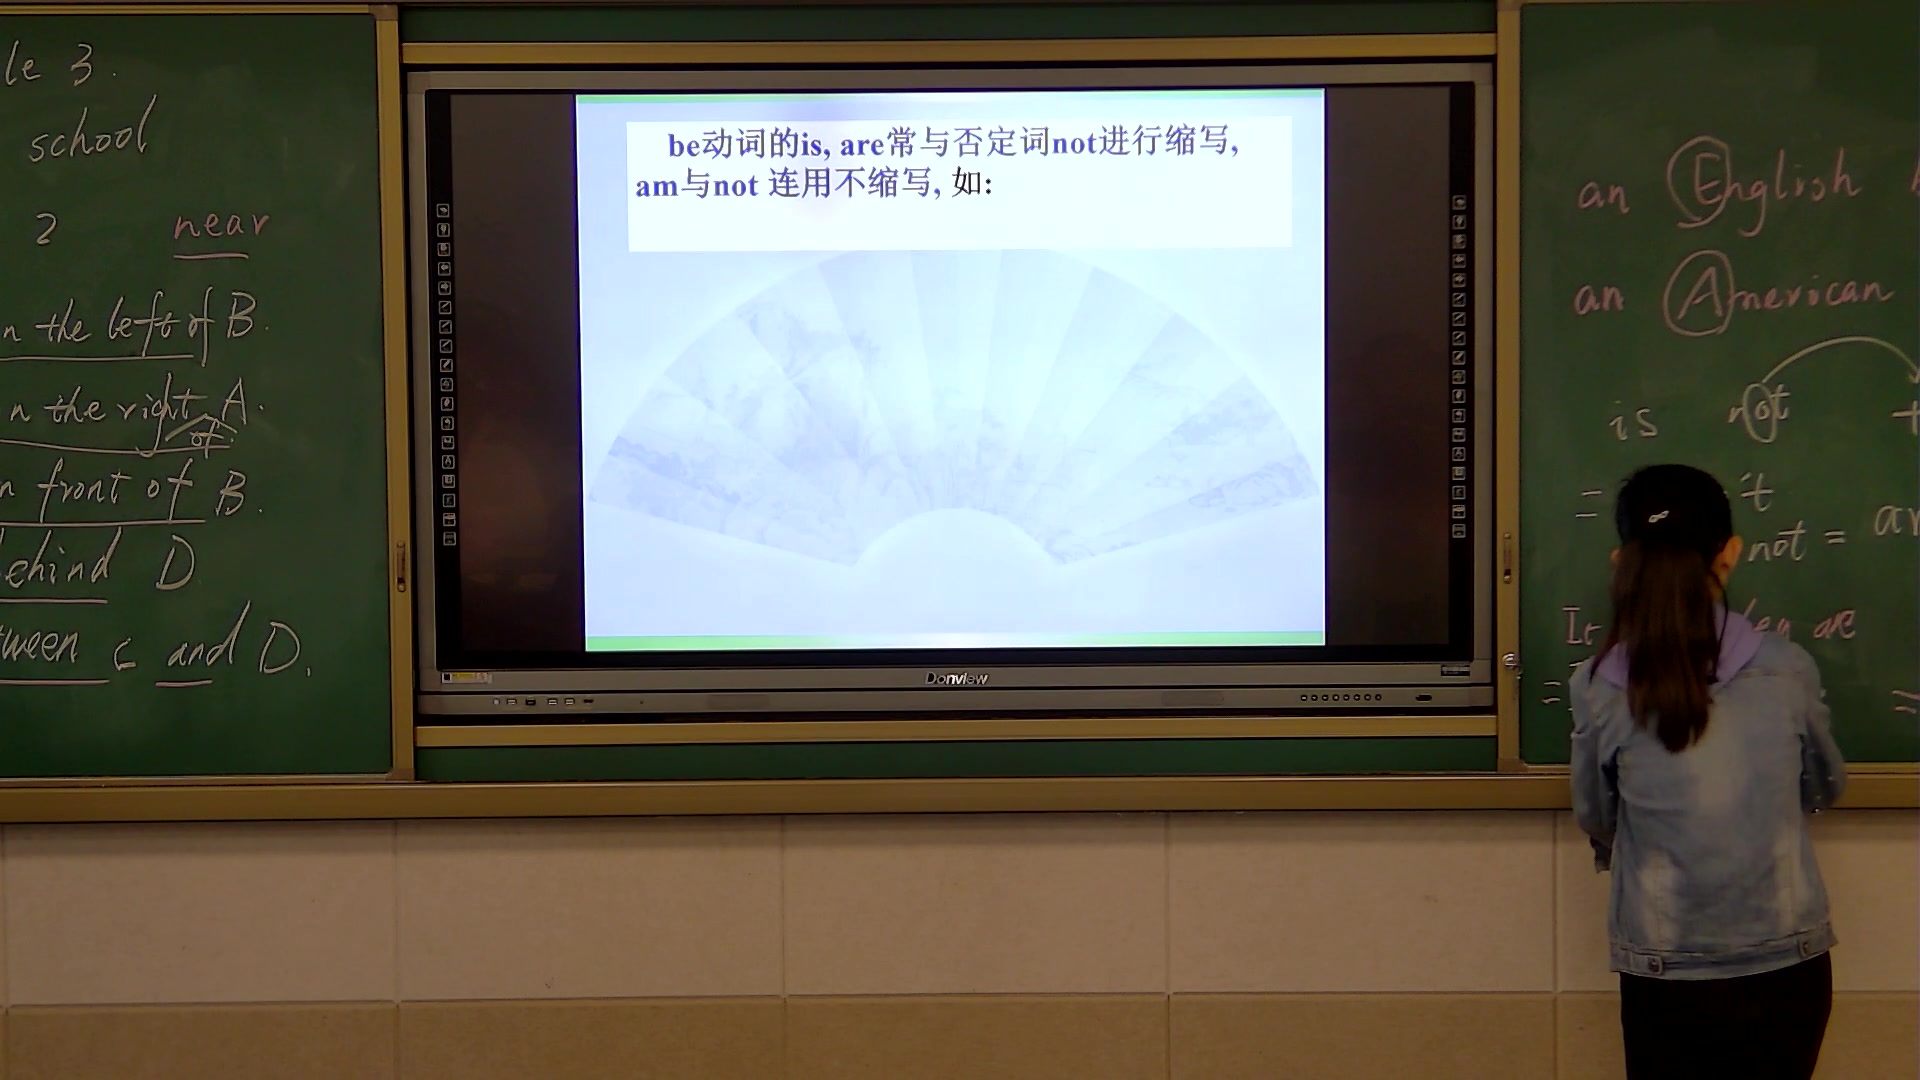 le 3.
school
2 near
n the left of B.
n the right of A.
n front of B.
ehind D
tween C and D.
be动词的is, are常与否定词not进行缩写,
am与not 连用不缩写, 如:
Donview
an English
an American
is not
= 't
not = ar
It are
=
=